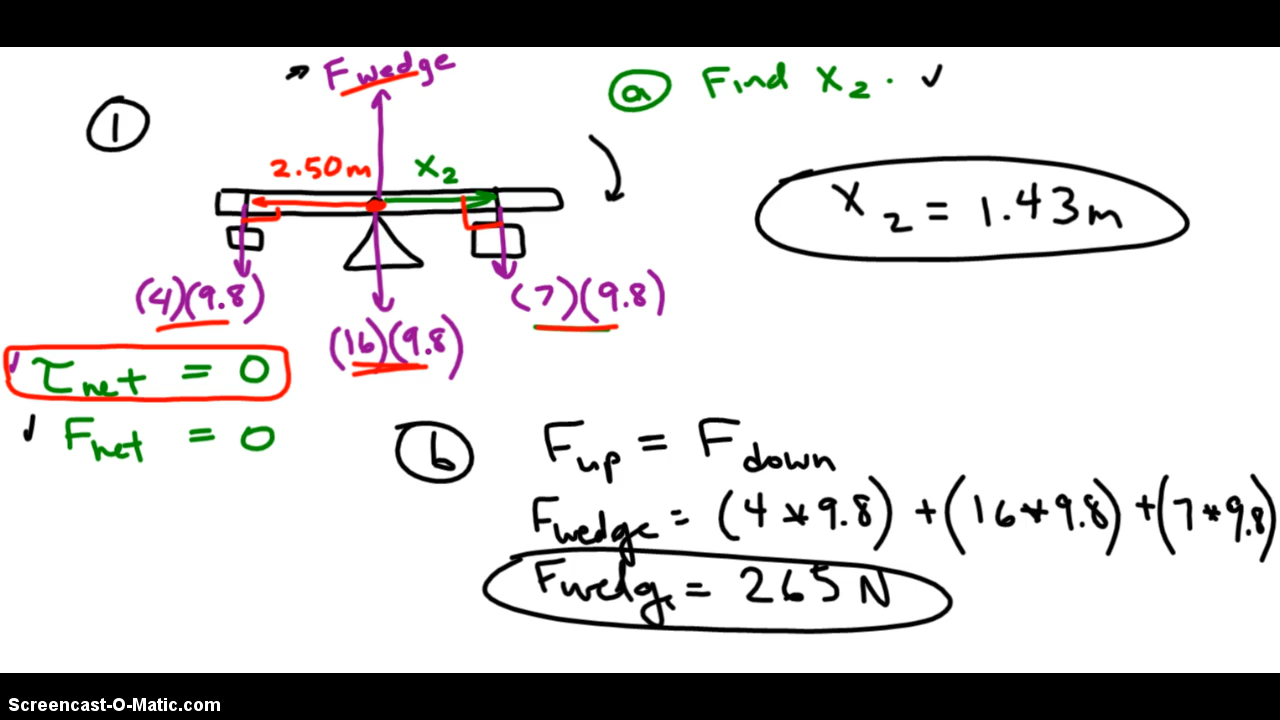 ① F wedge
ⓐ Find x₂. ✓
2.50m x₂
x₂ = 1.43m
(4)(9.8) (16)(9.8) (7)(9.8)
τnet = 0
✓ Fnet = 0
ⓑ Fup = Fdown
Fwedge = (4 * 9.8) + (16 * 9.8) + (7 * 9.8)
Fwedge = 265 N
Screencast-O-Matic.com